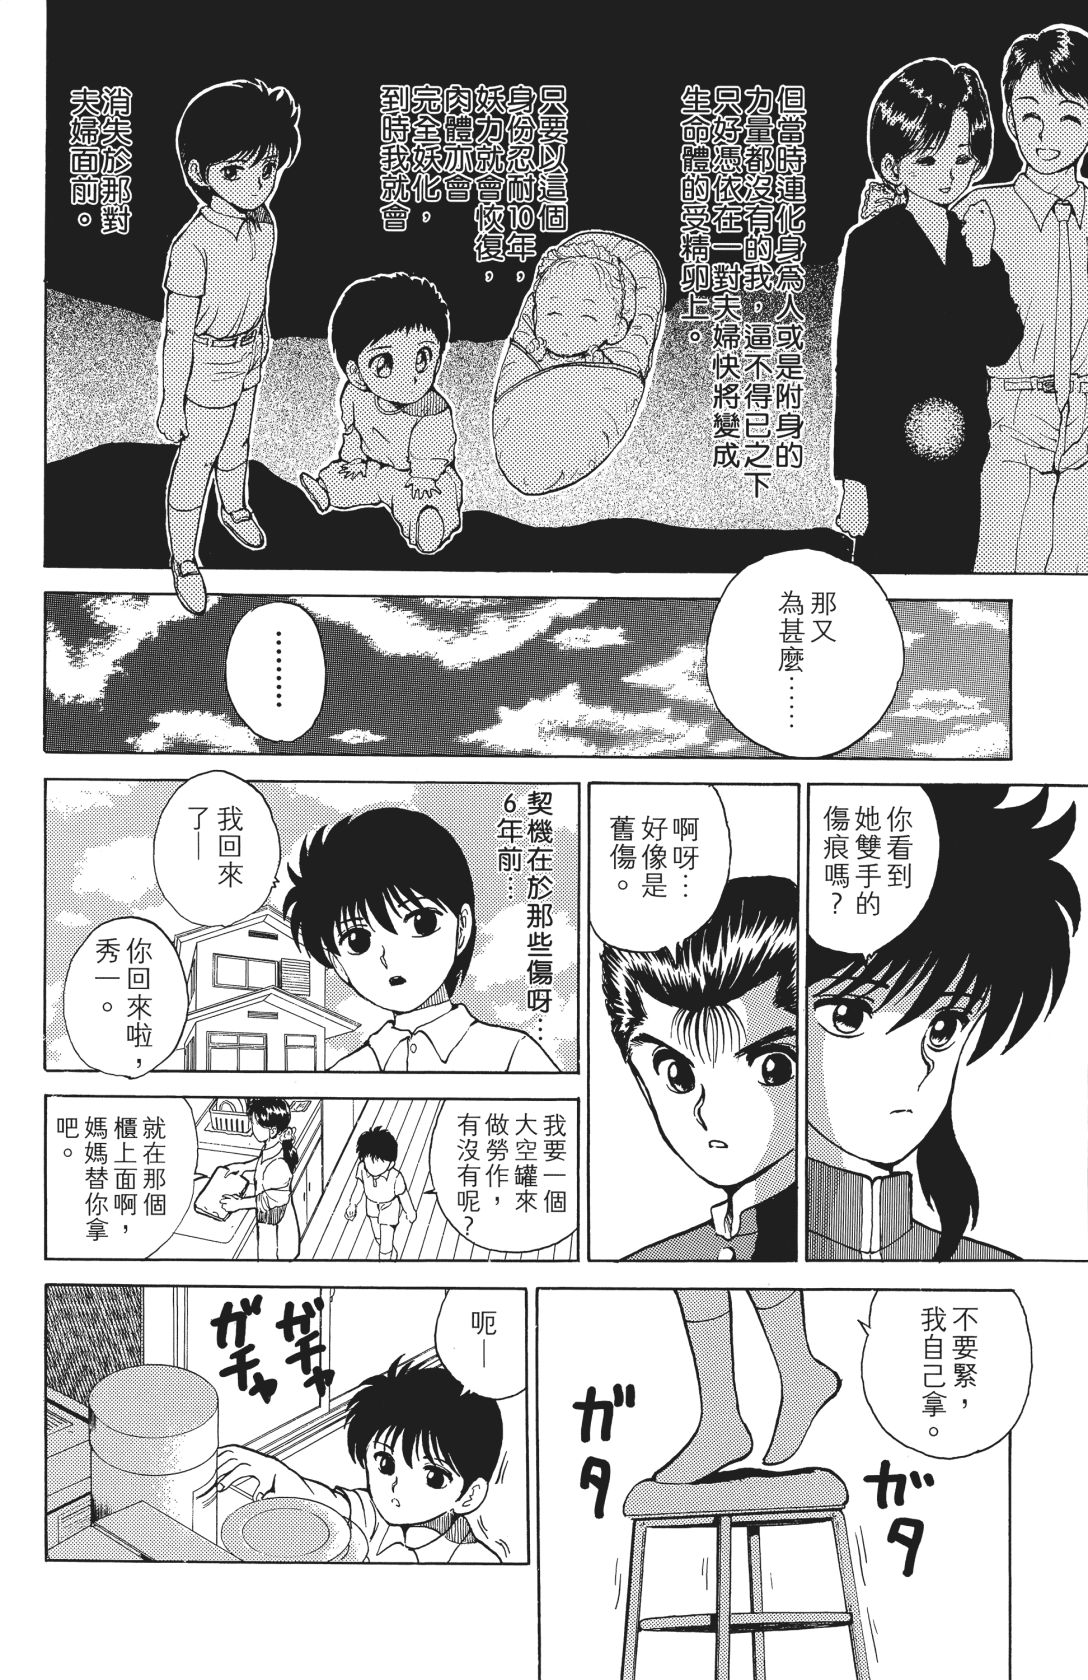 但當時連化身為人或是附身的
力量都沒有的我，逼不得已之下
只好憑依在一對夫婦快將變成
生命體的受精卵上。
只要以這個
身份忍耐10年，
妖力就會恢復，
肉體亦會
完全妖化，
到時我就會
消失於那對
夫婦面前。
那又
為甚麼……
………
你看到
她雙手的
傷痕嗎？
啊呀…
好像是
舊傷。
契機在於那些傷呀…
6年前…
我回來
了—
你回來啦，
秀一。
我要一個
大空罐來
做勞作，
有沒有呢？
就在那個
櫃上面啊，
媽媽替你拿
吧。
不要緊，
我自己拿。
ガタ
ガタ
呃—
ガチャ
ガチャ